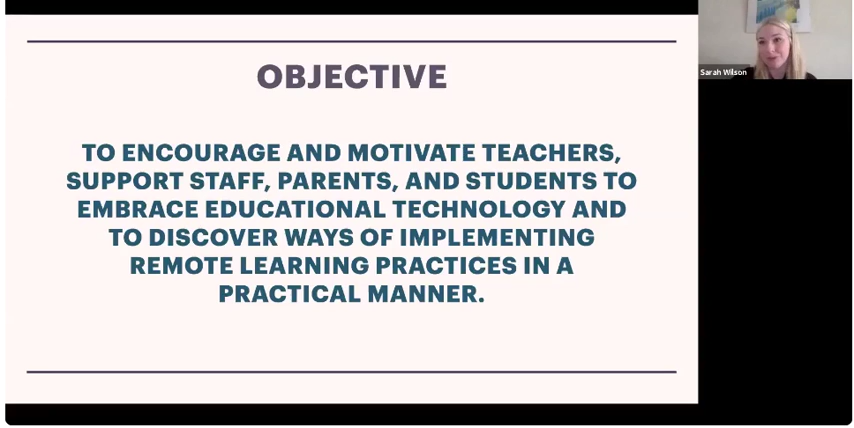 OBJECTIVE
TO ENCOURAGE AND MOTIVATE TEACHERS,
SUPPORT STAFF, PARENTS, AND STUDENTS TO
EMBRACE EDUCATIONAL TECHNOLOGY AND
TO DISCOVER WAYS OF IMPLEMENTING
REMOTE LEARNING PRACTICES IN A
PRACTICAL MANNER.
Sarah Wilson